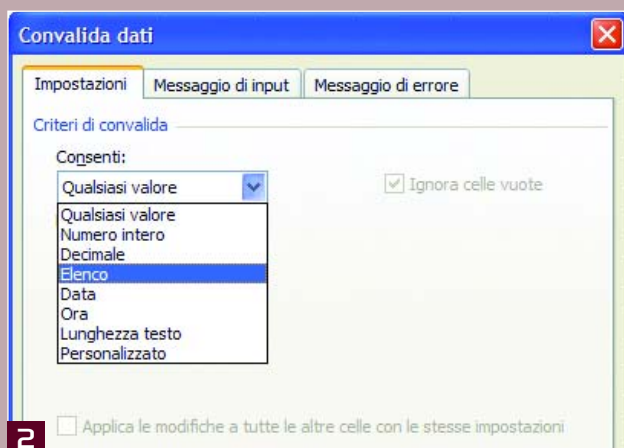 Convalida dati
Impostazioni Messaggio di input Messaggio di errore
Criteri di convalida
Consenti:
Qualsiasi valore Ignora celle vuote
Qualsiasi valore
Numero intero
Decimale
Elenco
Data
Ora
Lunghezza testo
Personalizzato
Applica le modifiche a tutte le altre celle con le stesse impostazioni
2